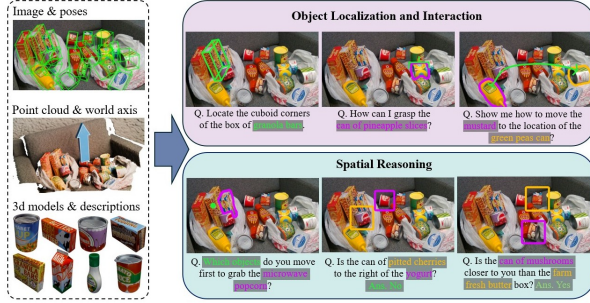 Image & poses
Point cloud & world axis
3d models & descriptions
Object Localization and Interaction
Q. Locate the cuboid corners
of the box of granola bars.
Q. How can I grasp the
can of pineapple slices?
Q. Show me how to move the
mustard to the location of the
green peas can?
Spatial Reasoning
Q. Which objects do you move
first to grab the microwave
popcorn?
Q. Is the can of pitted cherries
to the right of the yogurt?
Ans. No
Q. Is the can of mushrooms
closer to you than the farm
fresh butter box? Ans. Yes